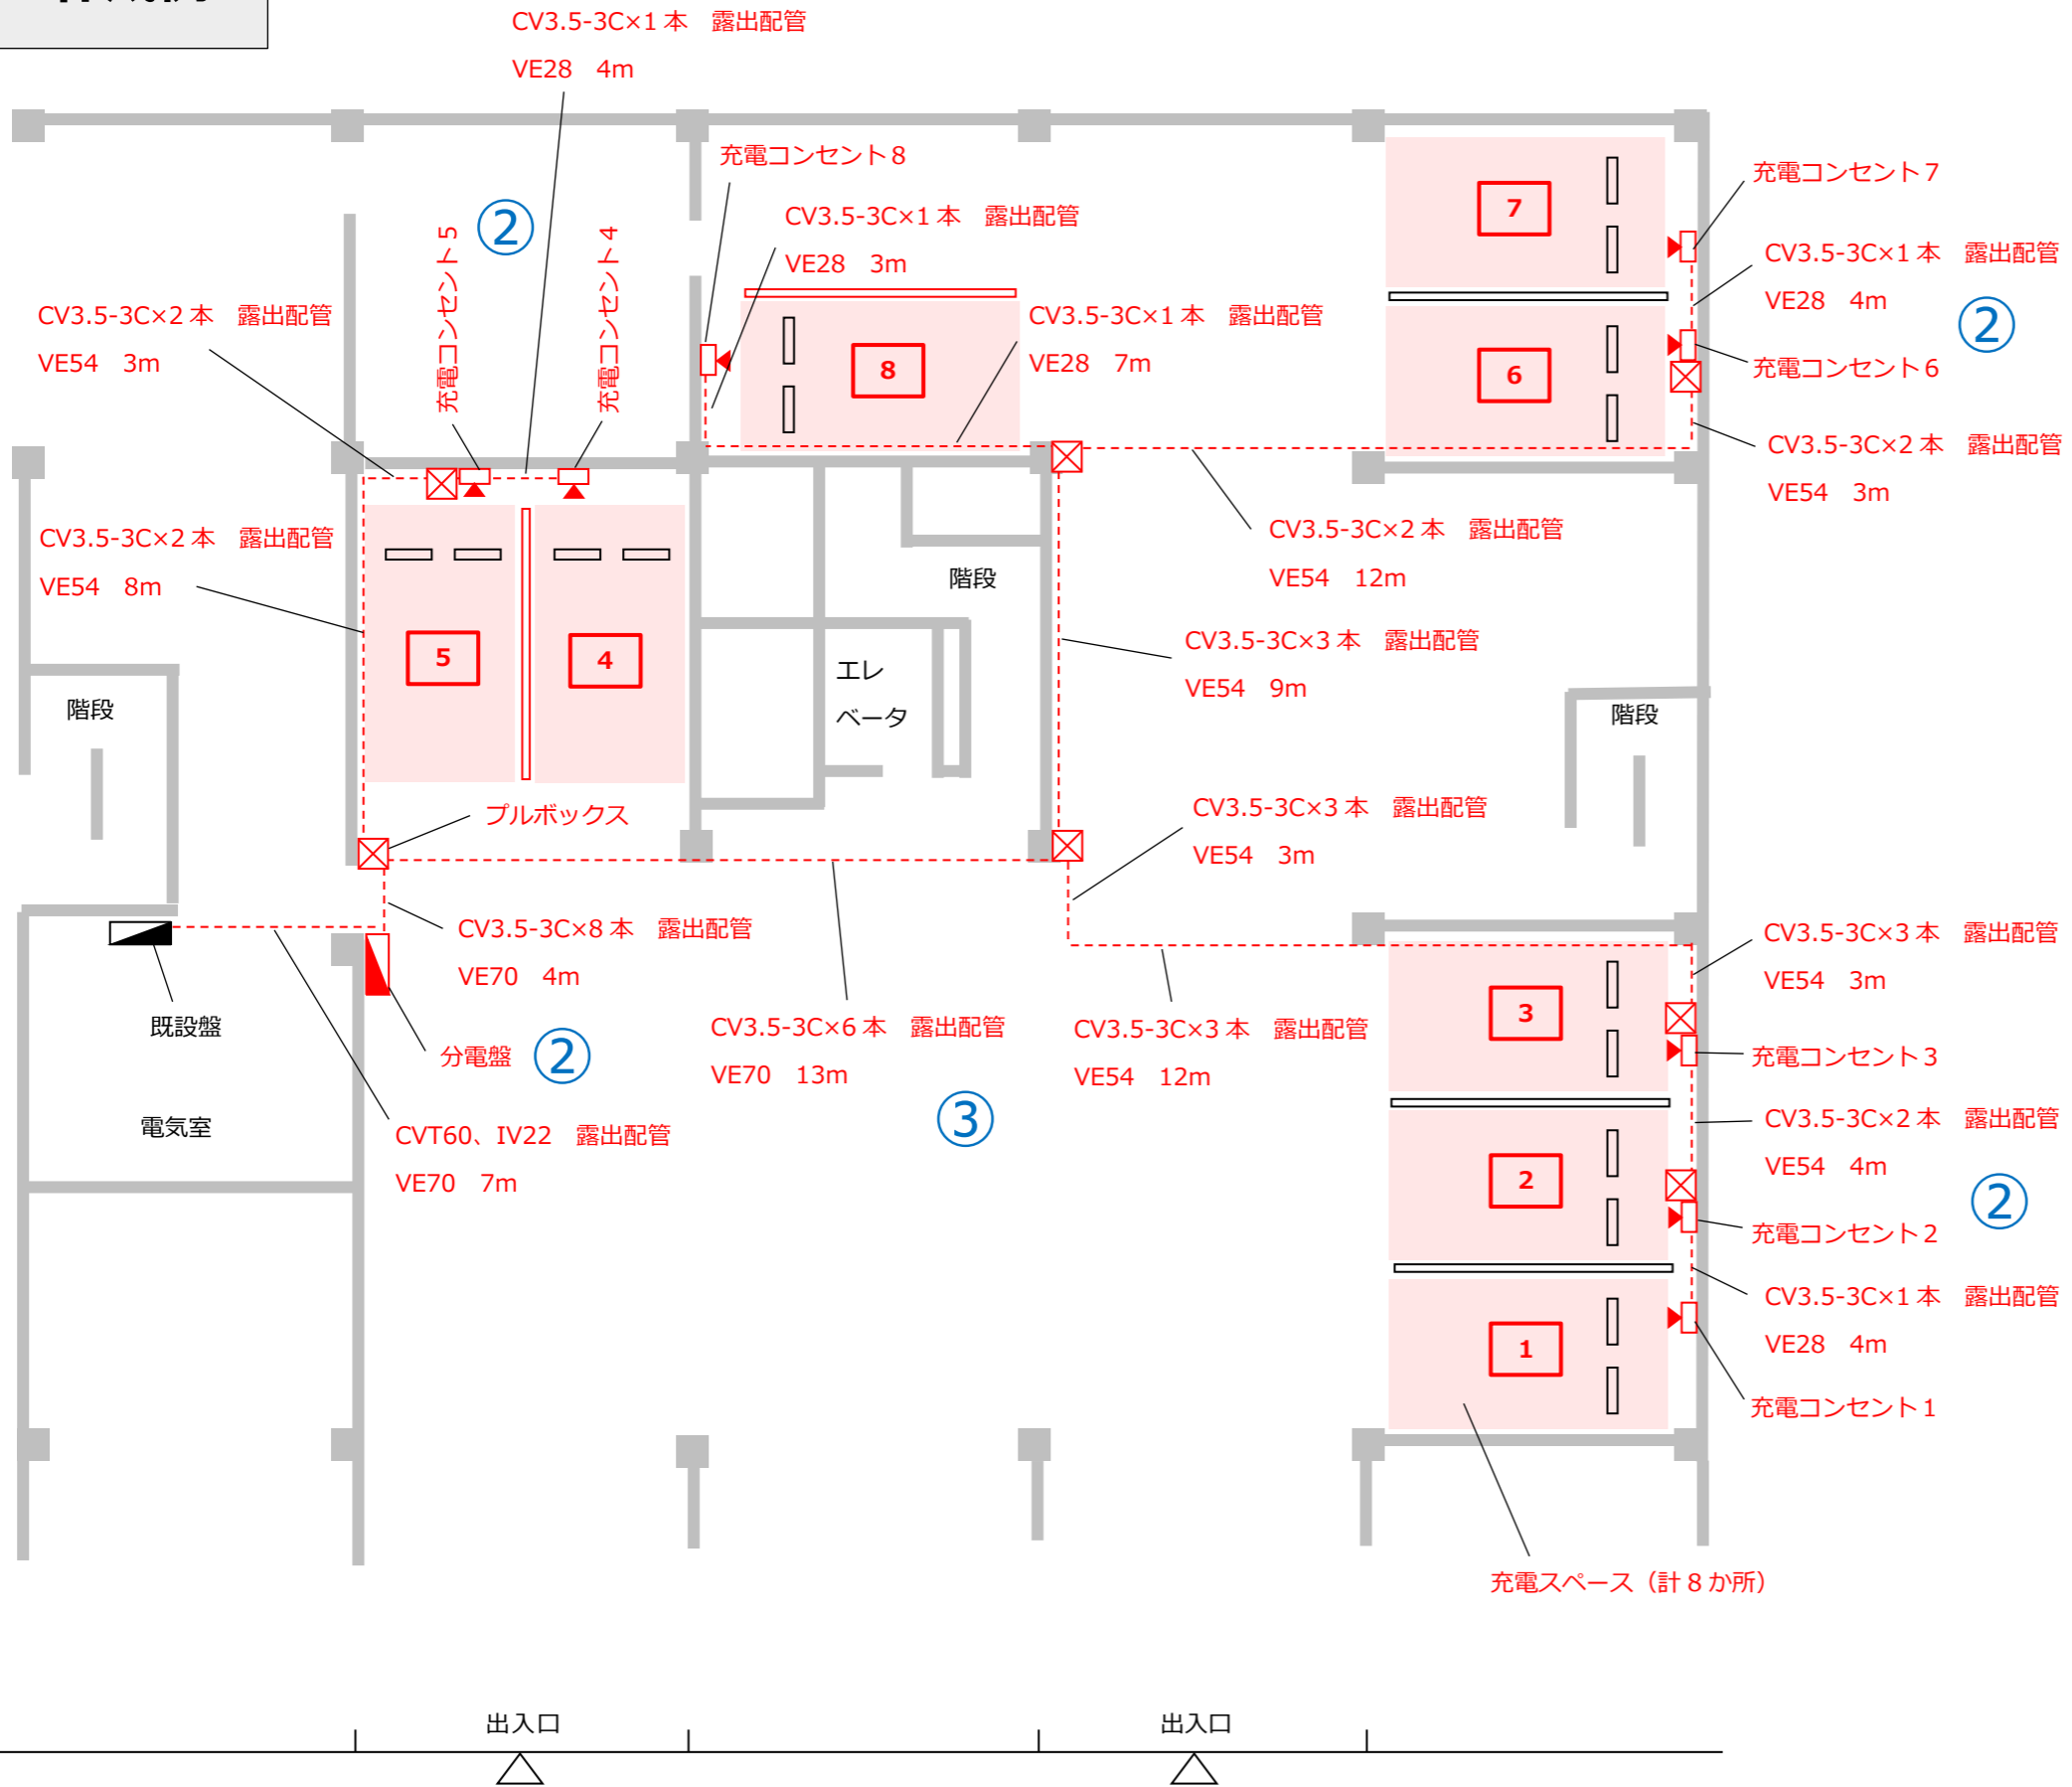 CV3.5-3C×1 本　露出配管
VE28　4m
充電コンセント 8
充電コンセント 7
②
CV3.5-3C×1 本　露出配管
VE28　3m
7
充電コンセント 5
充電コンセント 4
CV3.5-3C×1 本　露出配管
VE28　4m
②
CV3.5-3C×2 本　露出配管
VE54　3m
CV3.5-3C×1 本　露出配管
VE28　7m
8
6
充電コンセント 6
CV3.5-3C×2 本　露出配管
VE54　3m
CV3.5-3C×2 本　露出配管
VE54　8m
CV3.5-3C×2 本　露出配管
VE54　12m
階段
5
4
エレ
ベータ
CV3.5-3C×3 本　露出配管
VE54　9m
階段
階段
プルボックス
CV3.5-3C×3 本　露出配管
VE54　3m
CV3.5-3C×8 本　露出配管
VE70　4m
CV3.5-3C×3 本　露出配管
VE54　3m
既設盤
分電盤
②
CV3.5-3C×6 本　露出配管
VE70　13m
CV3.5-3C×3 本　露出配管
VE54　12m
3
充電コンセント 3
電気室
CVT60、IV22　露出配管
VE70　7m
③
CV3.5-3C×2 本　露出配管
VE54　4m
2
②
充電コンセント 2
CV3.5-3C×1 本　露出配管
VE28　4m
1
充電コンセント 1
充電スペース（計 8 か所）
出入口
出入口